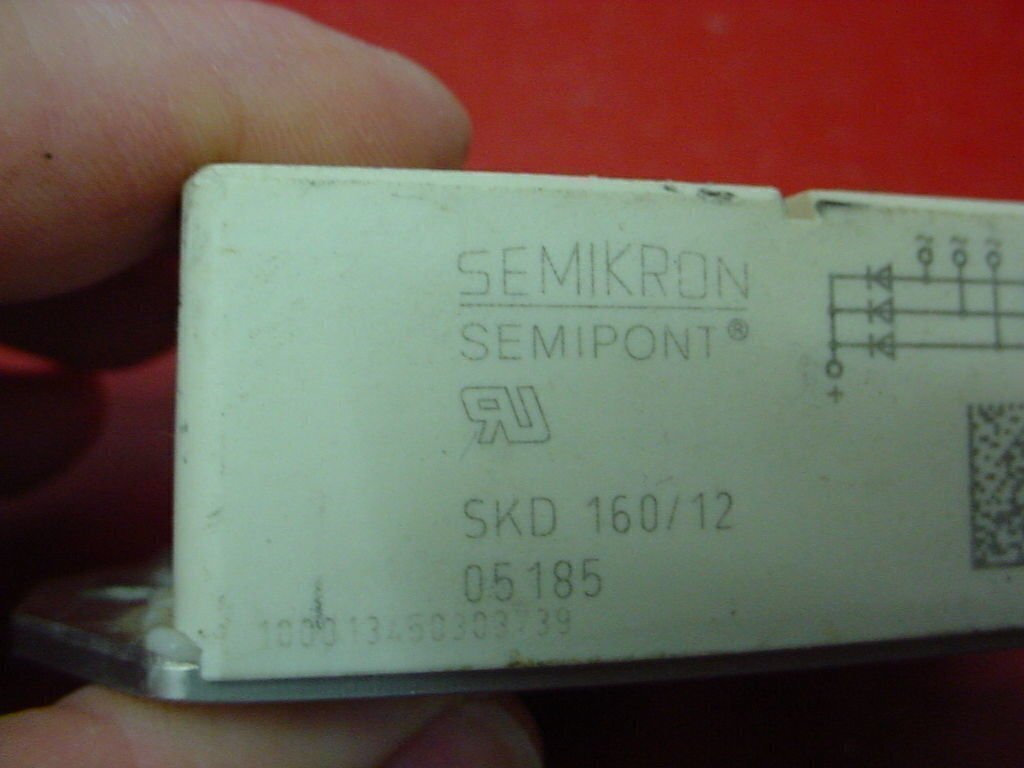 SEMIKRON
SEMIPONT®
SKD 160/12
05185
+